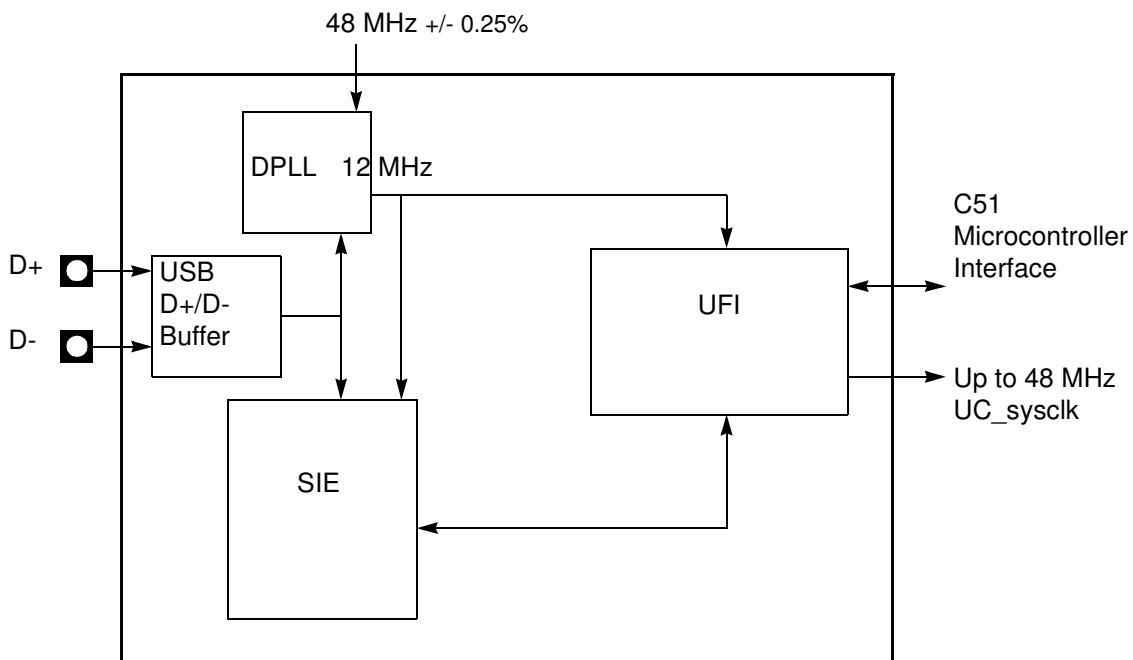 48 MHz +/- 0.25%
DPLL 12 MHz
D+
D-
USB
D+/D-
Buffer
UFI
C51
Microcontroller
Interface
Up to 48 MHz
UC_sysclk
SIE